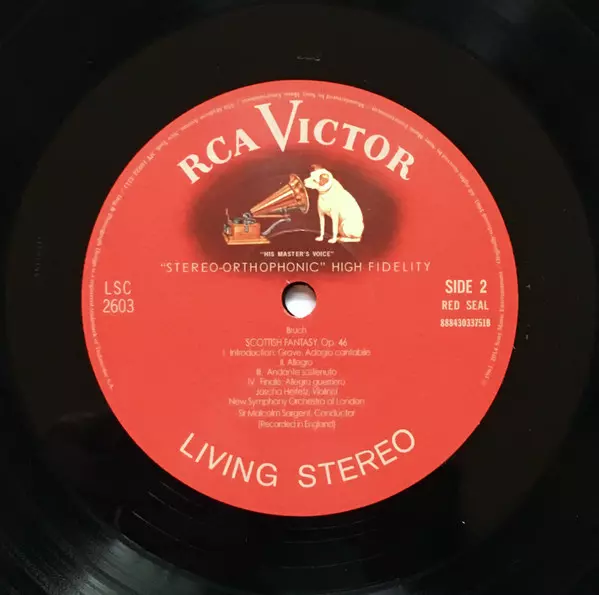 RCA VICTOR
"HIS MASTER'S VOICE"
"STEREO-ORTHOPHONIC" HIGH FIDELITY
LSC
2603
SIDE 2
RED SEAL
88843033751B
Bruch
SCOTTISH FANTASY, Op. 46
I. Introduction: Grave; Adagio cantabile
II. Allegro
III. Andante sostenuto
IV. Finale: Allegro guerriero
Jascha Heifetz, Violinist
New Symphony Orchestra of London
Sir Malcolm Sargent, Conductor
(Recorded in England)
LIVING STEREO